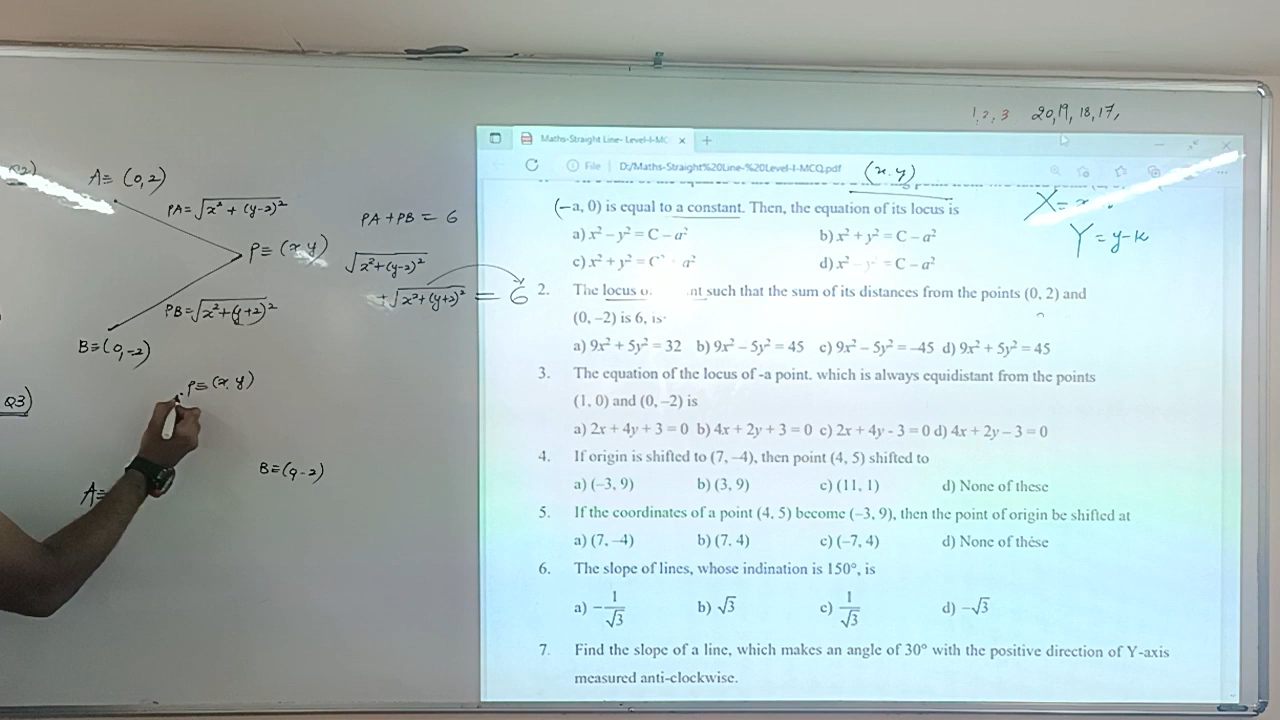 1, 2, 3 20, 19, 18, 17,
Maths-Straight Line- Level-I-MC
File D:/Maths-Straight%20Line-%20Level-I-MCQ.pdf
(x, y)
(–a, 0) is equal to a constant. Then, the equation of its locus is
a) x² – y² = C – a² b) x² + y² = C – a²
c) x² + y² = C a² d) x² – y² = C – a²
X = x
Y = y-k
2. The locus o nt such that the sum of its distances from the points (0, 2) and
(0, –2) is 6, is
a) 9x² + 5y² = 32 b) 9x² – 5y² = 45 c) 9x² – 5y² = –45 d) 9x² + 5y² = 45
3. The equation of the locus of -a point. which is always equidistant from the points
(1, 0) and (0, –2) is
a) 2x + 4y + 3 = 0 b) 4x + 2y + 3 = 0 c) 2x + 4y - 3 = 0 d) 4x + 2y – 3 = 0
4. If origin is shifted to (7, –4), then point (4, 5) shifted to
a) (–3, 9) b) (3, 9) c) (11, 1) d) None of these
5. If the coordinates of a point (4, 5) become (–3, 9), then the point of origin be shifted at
a) (7, –4) b) (7, 4) c) (–7, 4) d) None of these
6. The slope of lines, whose indination is 150°, is
a) –1/√3 b) √3 c) 1/√3 d) –√3
7. Find the slope of a line, which makes an angle of 30° with the positive direction of Y-axis
measured anti-clockwise.
Q2)
A≡ (0, 2)
PA=√x² + (y-2)²
P≡ (x, y)
PB=√x²+(y+2)²
B≡(0, -2)
PA+PB = 6
√x²+(y-2)²
+√x²+(y+2)² = 6
Q3)
P≡(x, y)
A≡
B≡(0, -2)